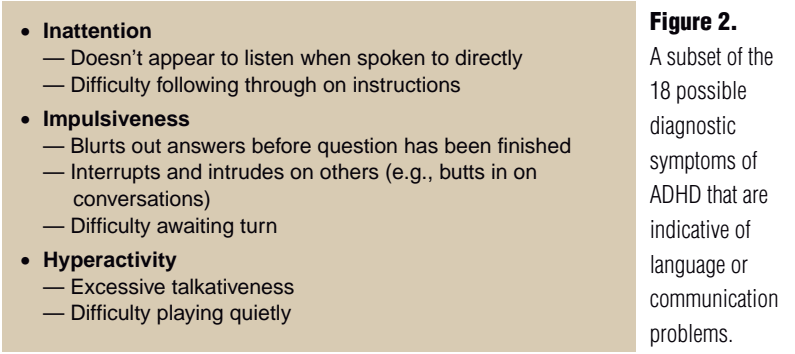 • Inattention
— Doesn't appear to listen when spoken to directly
— Difficulty following through on instructions
• Impulsiveness
— Blurts out answers before question has been finished
— Interrupts and intrudes on others (e.g., butts in on
conversations)
— Difficulty awaiting turn
• Hyperactivity
— Excessive talkativeness
— Difficulty playing quietly
Figure 2.
A subset of the
18 possible
diagnostic
symptoms of
ADHD that are
indicative of
language or
communication
problems.